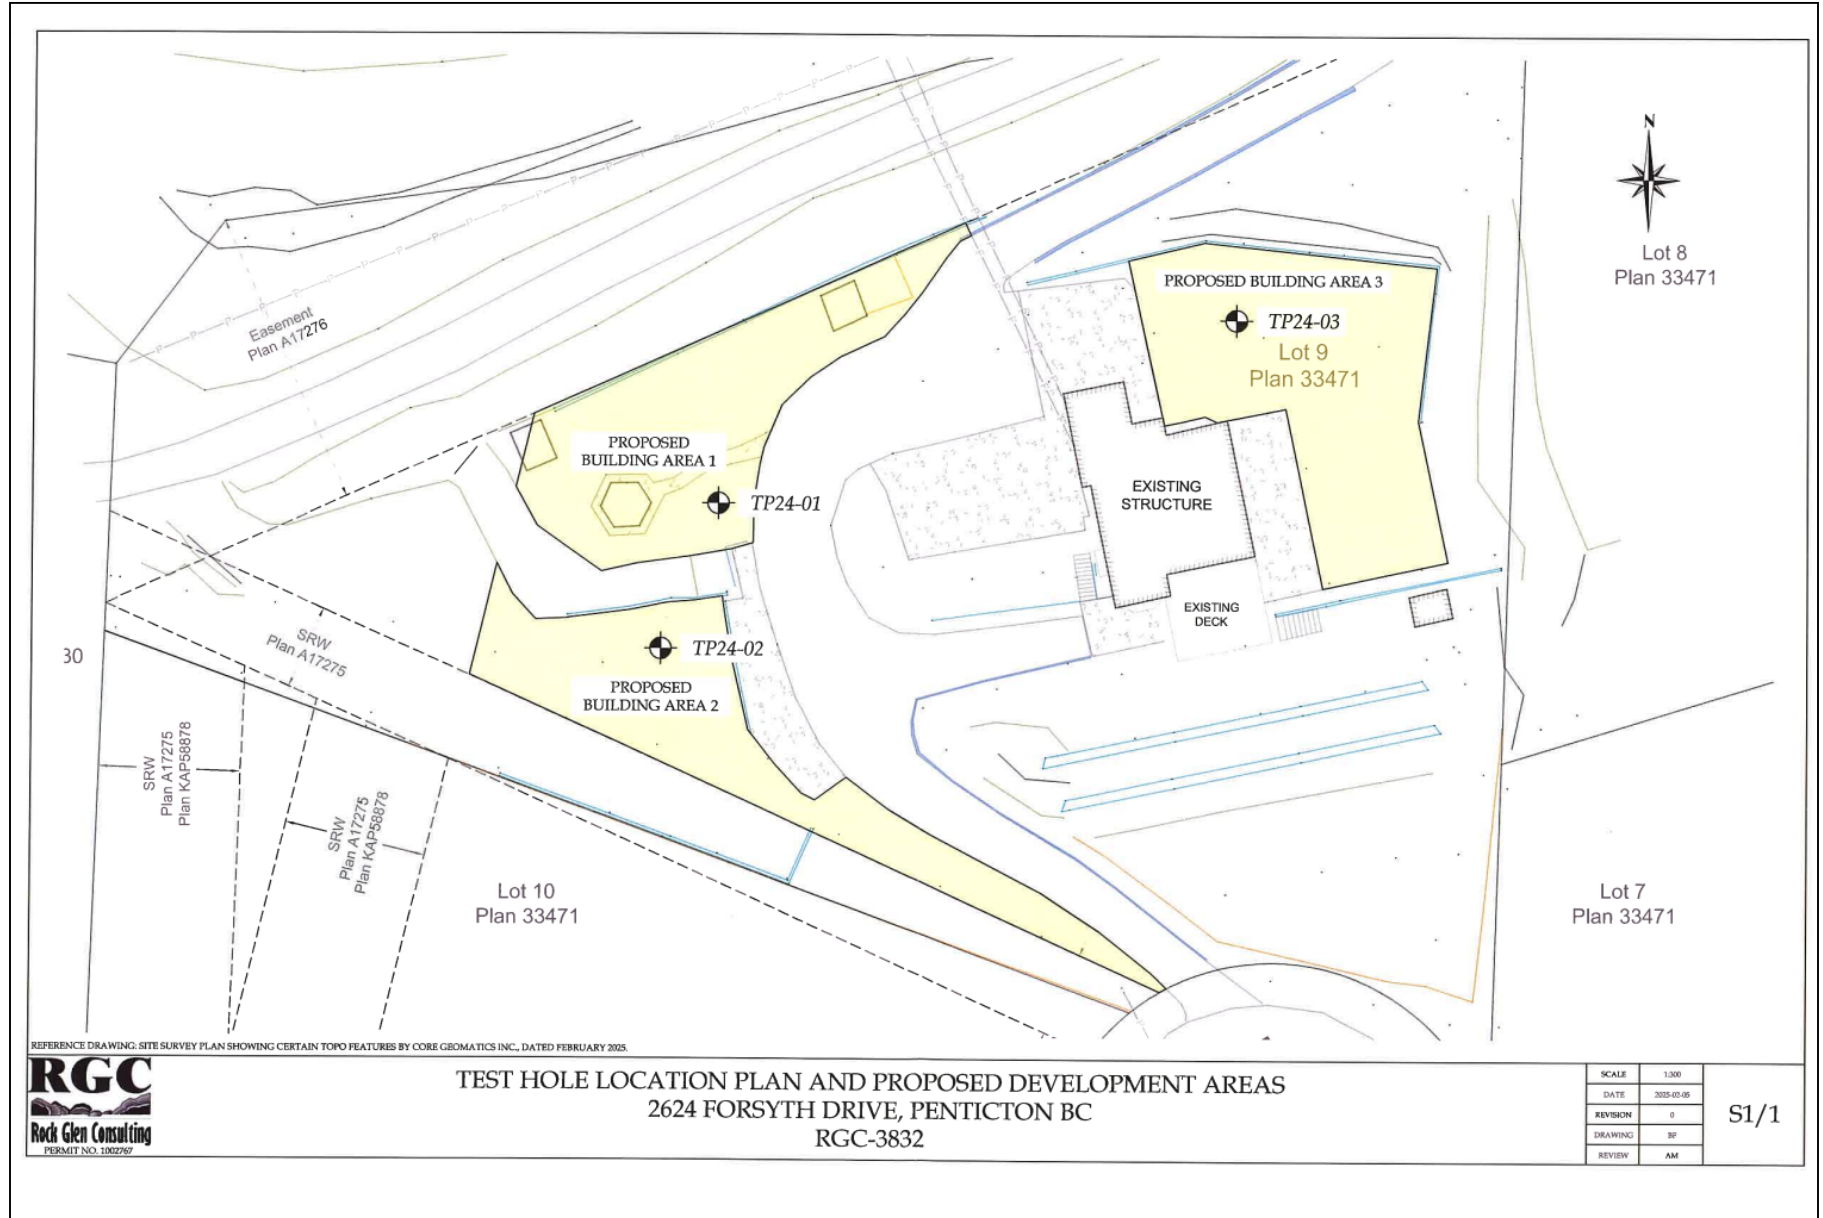 N
Lot 8
Plan 33471
PROPOSED BUILDING AREA 3
TP24-03
Lot 9
Plan 33471
Easement
Plan A17276
PROPOSED
BUILDING AREA 1
TP24-01
EXISTING
STRUCTURE
EXISTING
DECK
SRW
Plan A17275
TP24-02
PROPOSED
BUILDING AREA 2
30
SRW
Plan A17275
Plan KAP58878
SRW
Plan A17275
Plan KAP58878
Lot 10
Plan 33471
Lot 7
Plan 33471
REFERENCE DRAWING: SITE SURVEY PLAN SHOWING CERTAIN TOPO FEATURES BY CORE GEOMATICS INC., DATED FEBRUARY 2025.
RGC
Rock Glen Consulting
PERMIT NO. 1002767
TEST HOLE LOCATION PLAN AND PROPOSED DEVELOPMENT AREAS
2624 FORSYTH DRIVE, PENTICTON BC
RGC-3832
SCALE 1:300
DATE 2025-02-05
REVISION 0
DRAWING BF
REVIEW AM
S1/1